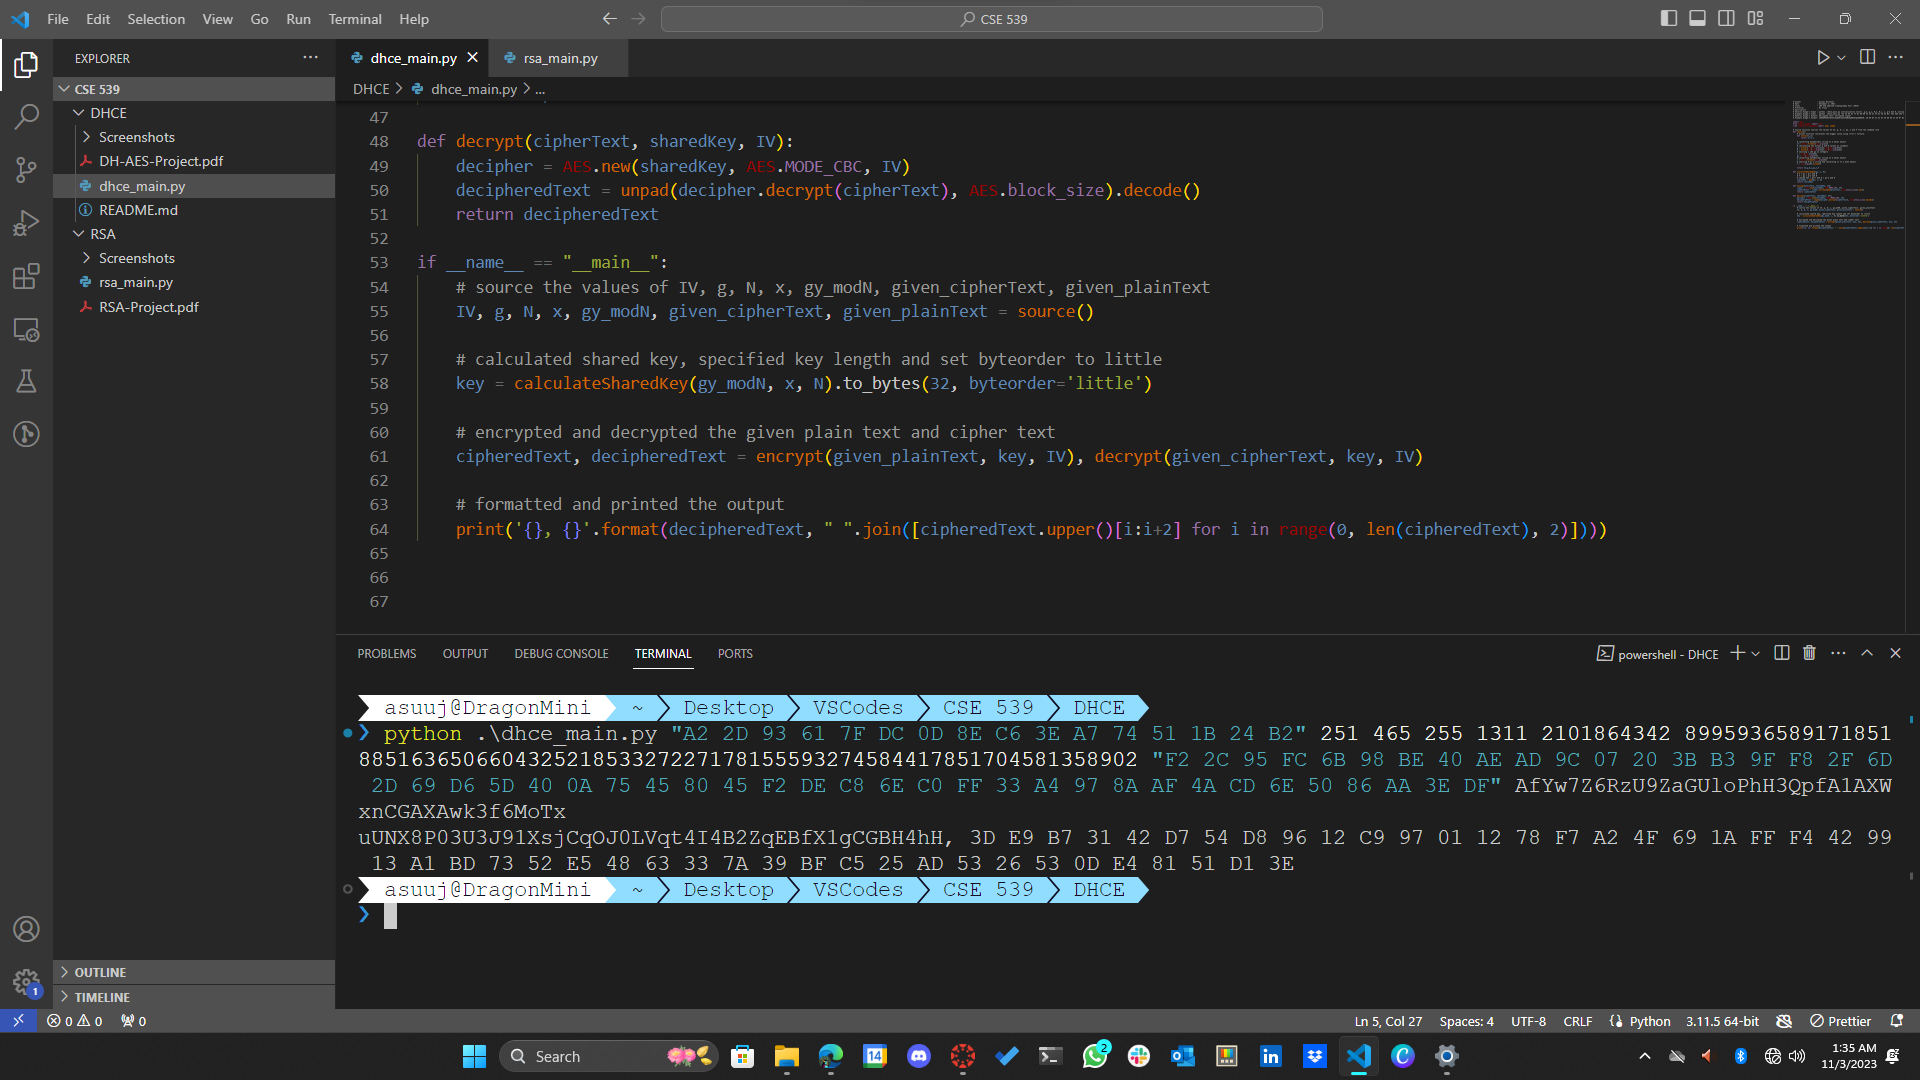 File Edit Selection View Go Run Terminal Help
CSE 539
EXPLORER
dhce_main.py
rsa_main.py
CSE 539
DHCE
Screenshots
DH-AES-Project.pdf
dhce_main.py
README.md
RSA
Screenshots
rsa_main.py
RSA-Project.pdf
OUTLINE
TIMELINE
DHCE > dhce_main.py > ...
47
48 def decrypt(cipherText, sharedKey, IV):
49 decipher = AES.new(sharedKey, AES.MODE_CBC, IV)
50 decipheredText = unpad(decipher.decrypt(cipherText), AES.block_size).decode()
51 return decipheredText
52
53 if __name__ == "__main__":
54 # source the values of IV, g, N, x, gy_modN, given_cipherText, given_plainText
55 IV, g, N, x, gy_modN, given_cipherText, given_plainText = source()
56
57 # calculated shared key, specified key length and set byteorder to little
58 key = calculateSharedKey(gy_modN, x, N).to_bytes(32, byteorder='little')
59
60 # encrypted and decrypted the given plain text and cipher text
61 cipheredText, decipheredText = encrypt(given_plainText, key, IV), decrypt(given_cipherText, key, IV)
62
63 # formatted and printed the output
64 print('{}, {}'.format(decipheredText, " ".join([cipheredText.upper()[i:i+2] for i in range(0, len(cipheredText), 2)])))
65
66
67
PROBLEMS OUTPUT DEBUG CONSOLE TERMINAL PORTS
powershell - DHCE
asuuj@DragonMini ~ Desktop VSCodes CSE 539 DHCE
❯ python .\dhce_main.py "A2 2D 93 61 7F DC 0D 8E C6 3E A7 74 51 1B 24 B2" 251 465 255 1311 2101864342 8995936589171851
885163650660432521853327227178155593274584417851704581358902 "F2 2C 95 FC 6B 98 BE 40 AE AD 9C 07 20 3B B3 9F F8 2F 6D
2D 69 D6 5D 40 0A 75 45 80 45 F2 DE C8 6E C0 FF 33 A4 97 8A AF 4A CD 6E 50 86 AA 3E DF" AfYw7Z6RzU9ZaGUloPhH3QpfA1AXW
xnCGAXAwk3f6MoTx
uUNX8P03U3J91XsjCqOJ0LVqt4I4B2ZqEBfX1gCGBH4hH, 3D E9 B7 31 42 D7 54 D8 96 12 C9 97 01 12 78 F7 A2 4F 69 1A FF F4 42 99
13 A1 BD 73 52 E5 48 63 33 7A 39 BF C5 25 AD 53 26 53 0D E4 81 51 D1 3E
asuuj@DragonMini ~ Desktop VSCodes CSE 539 DHCE
❯
1
0 0 0
Ln 5, Col 27 Spaces: 4 UTF-8 CRLF Python 3.11.5 64-bit Prettier
Search
14
2
1:35 AM
11/3/2023